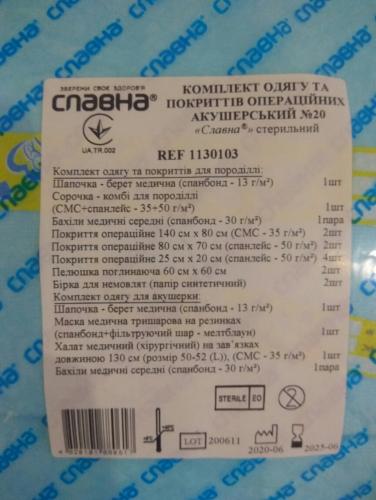 СЛАВНА®
ЗБЕРЕЖИ СВОЄ ЗДОРОВ'Я
СЛАВНА®
UA.TR.002
КОМПЛЕКТ ОДЯГУ ТА
ПОКРИТТІВ ОПЕРАЦІЙНИХ
АКУШЕРСЬКИЙ №20
«Славна®» стерильний
REF 1130103
Комплект одягу та покриттів для породіллі:
Шапочка - берет медична (спанбонд - 13 г/м²) 1шт
Сорочка - комбі для породіллі
(СМС+спанлейс - 35+50 г/м²) 1шт
Бахіли медичні середні (спанбонд - 30 г/м²) 1пара
Покриття операційне 140 см х 80 см (СМС - 35 г/м²) 2шт
Покриття операційне 80 см х 70 см (спанлейс - 50 г/м²) 2шт
Покриття операційне 25 см х 20 см (спанлейс - 50 г/м²) 4шт
Пелюшка поглинаюча 60 см х 60 см 2шт
Бірка для немовлят (папір синтетичний) 2шт
Комплект одягу для акушерки:
Шапочка - берет медична (спанбонд - 13 г/м²) 1шт
Маска медична тришарова на резинках
(спанбонд+фільтруючий шар - мелтблаун) 1шт
Халат медичний (хірургічний) на зав`язках
довжиною 130 см (розмір 50-52 (L)), (СМС - 35 г/м²) 1шт
Бахіли медичні середні (спанбонд - 30 г/м²) 1пара
STERILE EO
2
LOT 200611
2020-06
2025-06